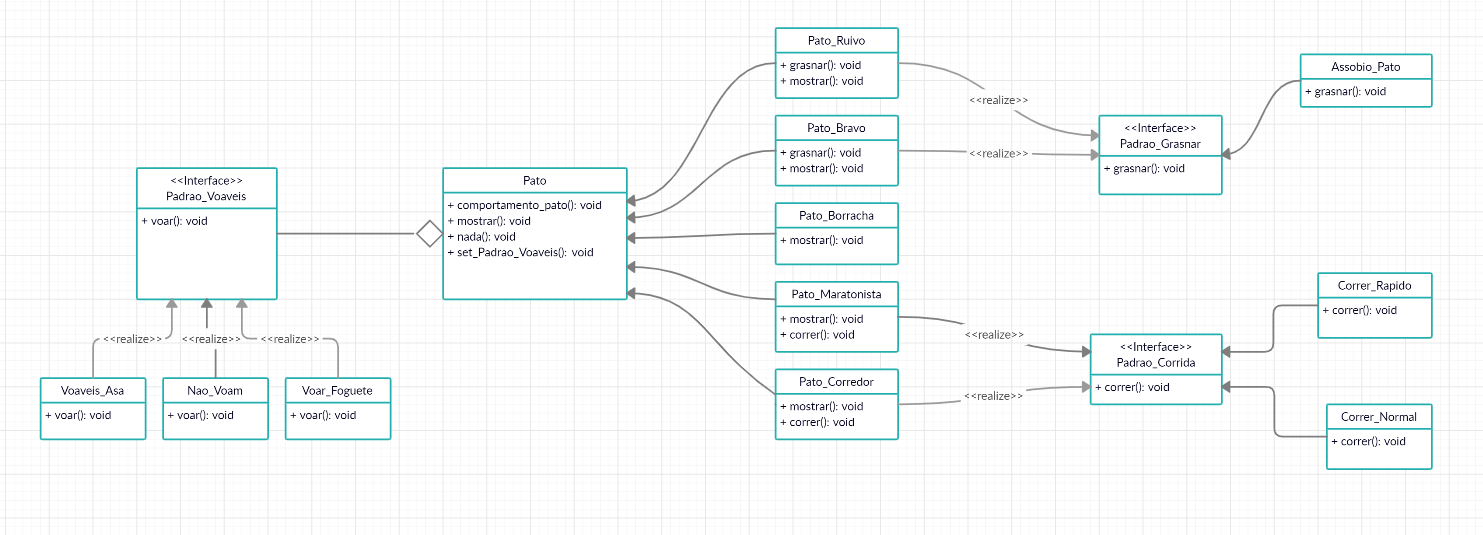 <<Interface>>
Padrao_Voaveis
+ voar(): void
<<realize>>
<<realize>>
<<realize>>
Voaveis_Asa
+ voar(): void
Nao_Voam
+ voar(): void
Voar_Foguete
+ voar(): void
Pato
+ comportamento_pato(): void
+ mostrar(): void
+ nada(): void
+ set_Padrao_Voaveis(): void
Pato_Ruivo
+ grasnar(): void
+ mostrar(): void
Pato_Bravo
+ grasnar(): void
+ mostrar(): void
Pato_Borracha
+ mostrar(): void
Pato_Maratonista
+ mostrar(): void
+ correr(): void
Pato_Corredor
+ mostrar(): void
+ correr(): void
<<realize>>
<<realize>>
<<realize>>
<<realize>>
<<Interface>>
Padrao_Grasnar
+ grasnar(): void
<<Interface>>
Padrao_Corrida
+ correr(): void
Assobio_Pato
+ grasnar(): void
Correr_Rapido
+ correr(): void
Correr_Normal
+ correr(): void